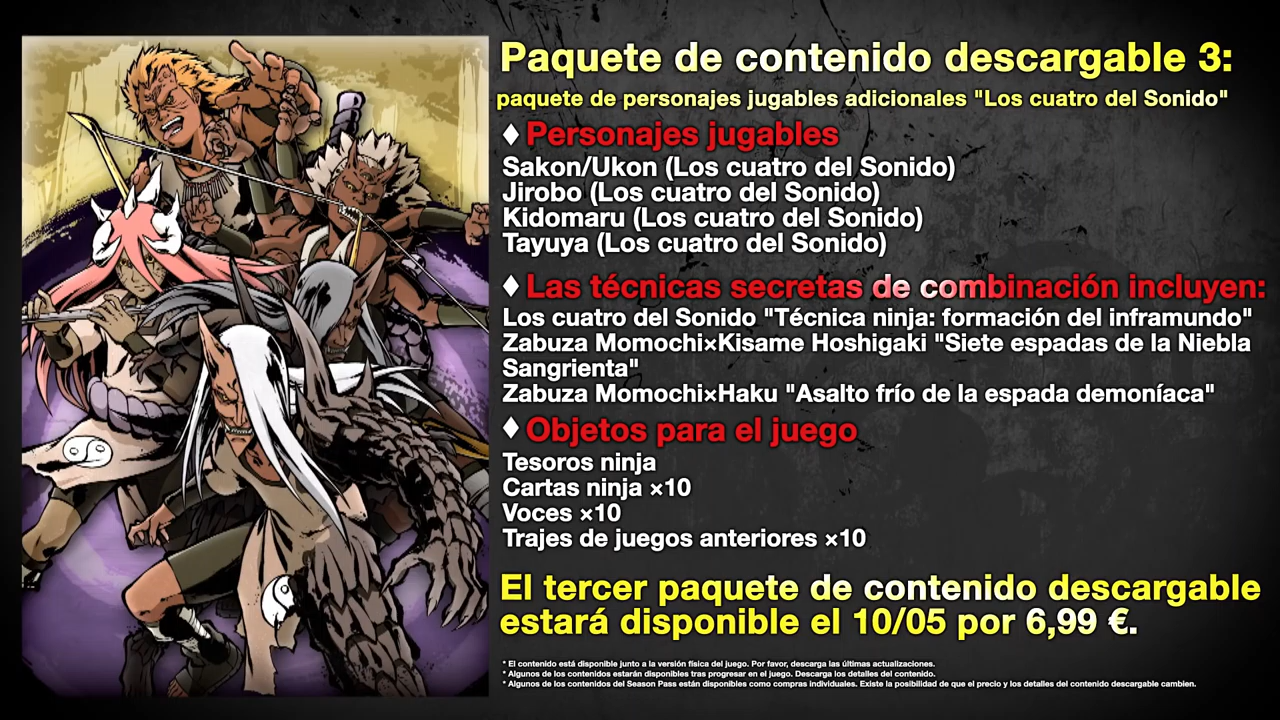 Paquete de contenido descargable 3:
paquete de personajes jugables adicionales "Los cuatro del Sonido"
♦ Personajes jugables
Sakon/Ukon (Los cuatro del Sonido)
Jirobo (Los cuatro del Sonido)
Kidomaru (Los cuatro del Sonido)
Tayuya (Los cuatro del Sonido)
♦ Las técnicas secretas de combinación incluyen:
Los cuatro del Sonido "Técnica ninja: formación del inframundo"
Zabuza Momochi×Kisame Hoshigaki "Siete espadas de la Niebla
Sangrienta"
Zabuza Momochi×Haku "Asalto frío de la espada demoníaca"
♦ Objetos para el juego
Tesoros ninja
Cartas ninja ×10
Voces ×10
Trajes de juegos anteriores ×10
El tercer paquete de contenido descargable
estará disponible el 10/05 por 6,99 €.
* El contenido está disponible junto a la versión física del juego. Por favor, descarga las últimas actualizaciones.
* Algunos de los contenidos estarán disponibles tras progresar en el juego. Descarga los detalles del contenido.
* Algunos de los contenidos del Season Pass están disponibles como compras individuales. Existe la posibilidad de que el precio y los detalles del contenido descargable cambien.